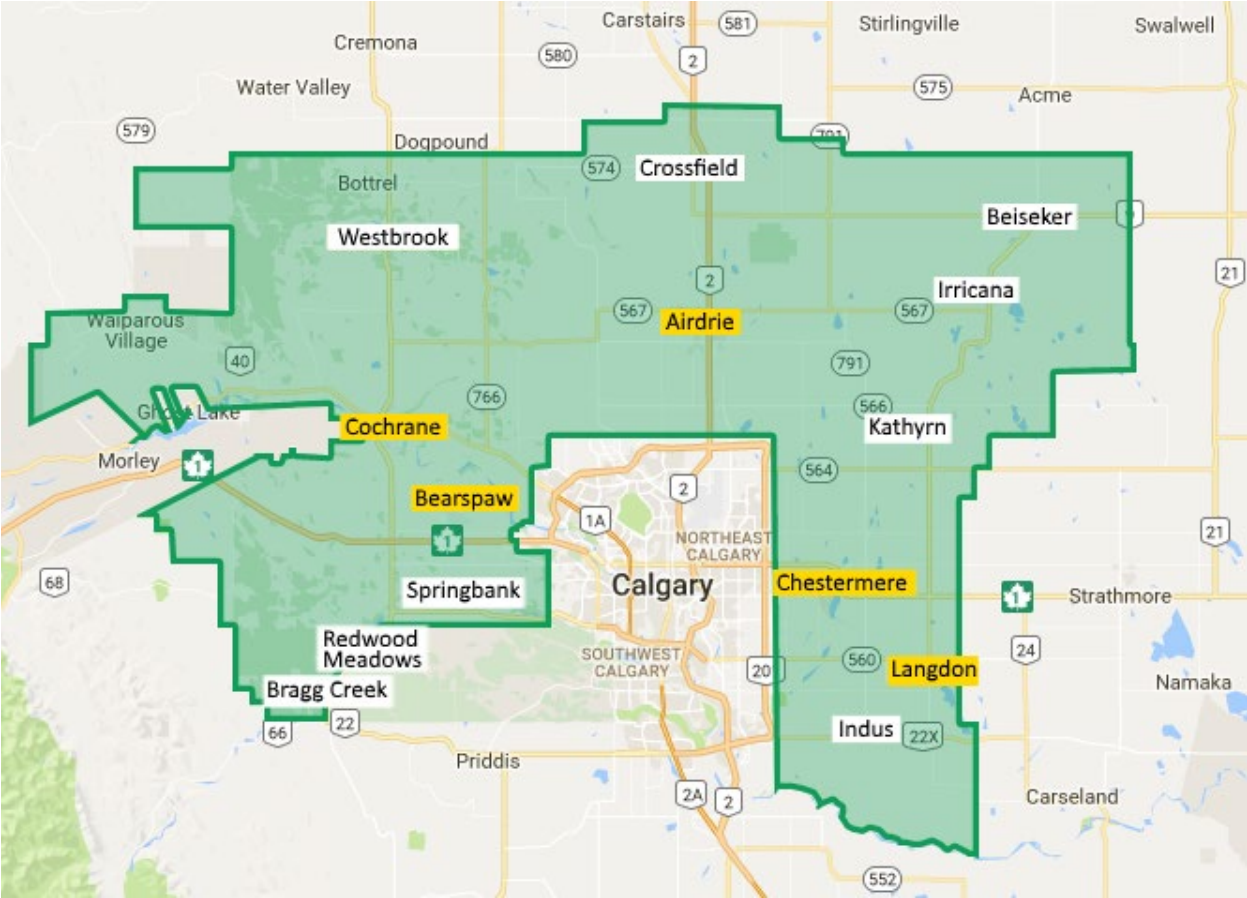 Carstairs
581
Stirlingville
Swalwell
Cremona
580
2
Water Valley
575
Acme
579
Dogpound
791
574
Crossfield
Bottrel
Beiseker
9
Westbrook
21
2
Irricana
567
Airdrie
567
Waiparous
Village
40
791
766
566
Ghost Lake
Cochrane
Kathyrn
Morley
1
564
Bearspaw
2
1A
21
1
NORTHEAST
CALGARY
68
Calgary
Chestermere
Springbank
1
Strathmore
Redwood
Meadows
SOUTHWEST
CALGARY
20
560
Langdon
24
Bragg Creek
Namaka
66
22
Indus
22X
Priddis
2A
2
Carseland
552